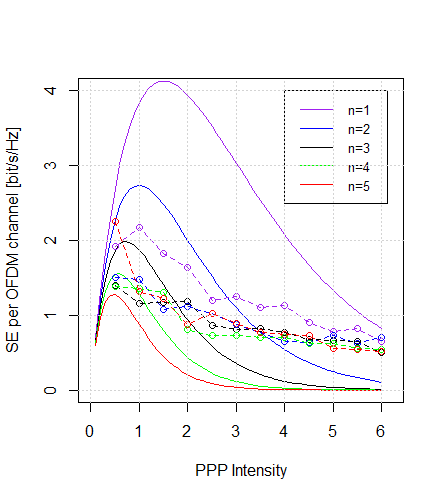 SE per OFDM channel [bit/s/Hz]
4
3
2
1
0
n=1
n=2
n=3
n=4
n=5
0 1 2 3 4 5 6
PPP Intensity